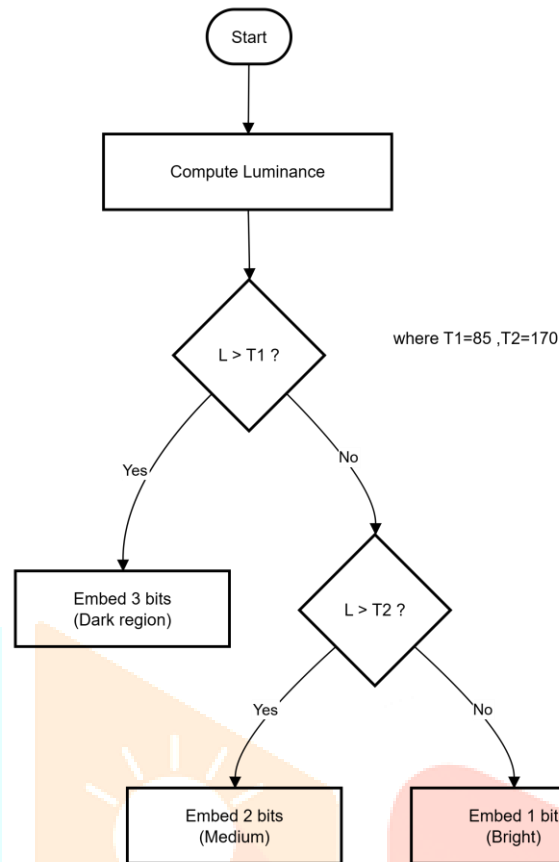 Start
Compute Luminance
L > T1 ?
where T1=85 ,T2=170
Yes
No
Embed 3 bits
(Dark region)
L > T2 ?
Yes
No
Embed 2 bits
(Medium)
Embed 1 bit
(Bright)